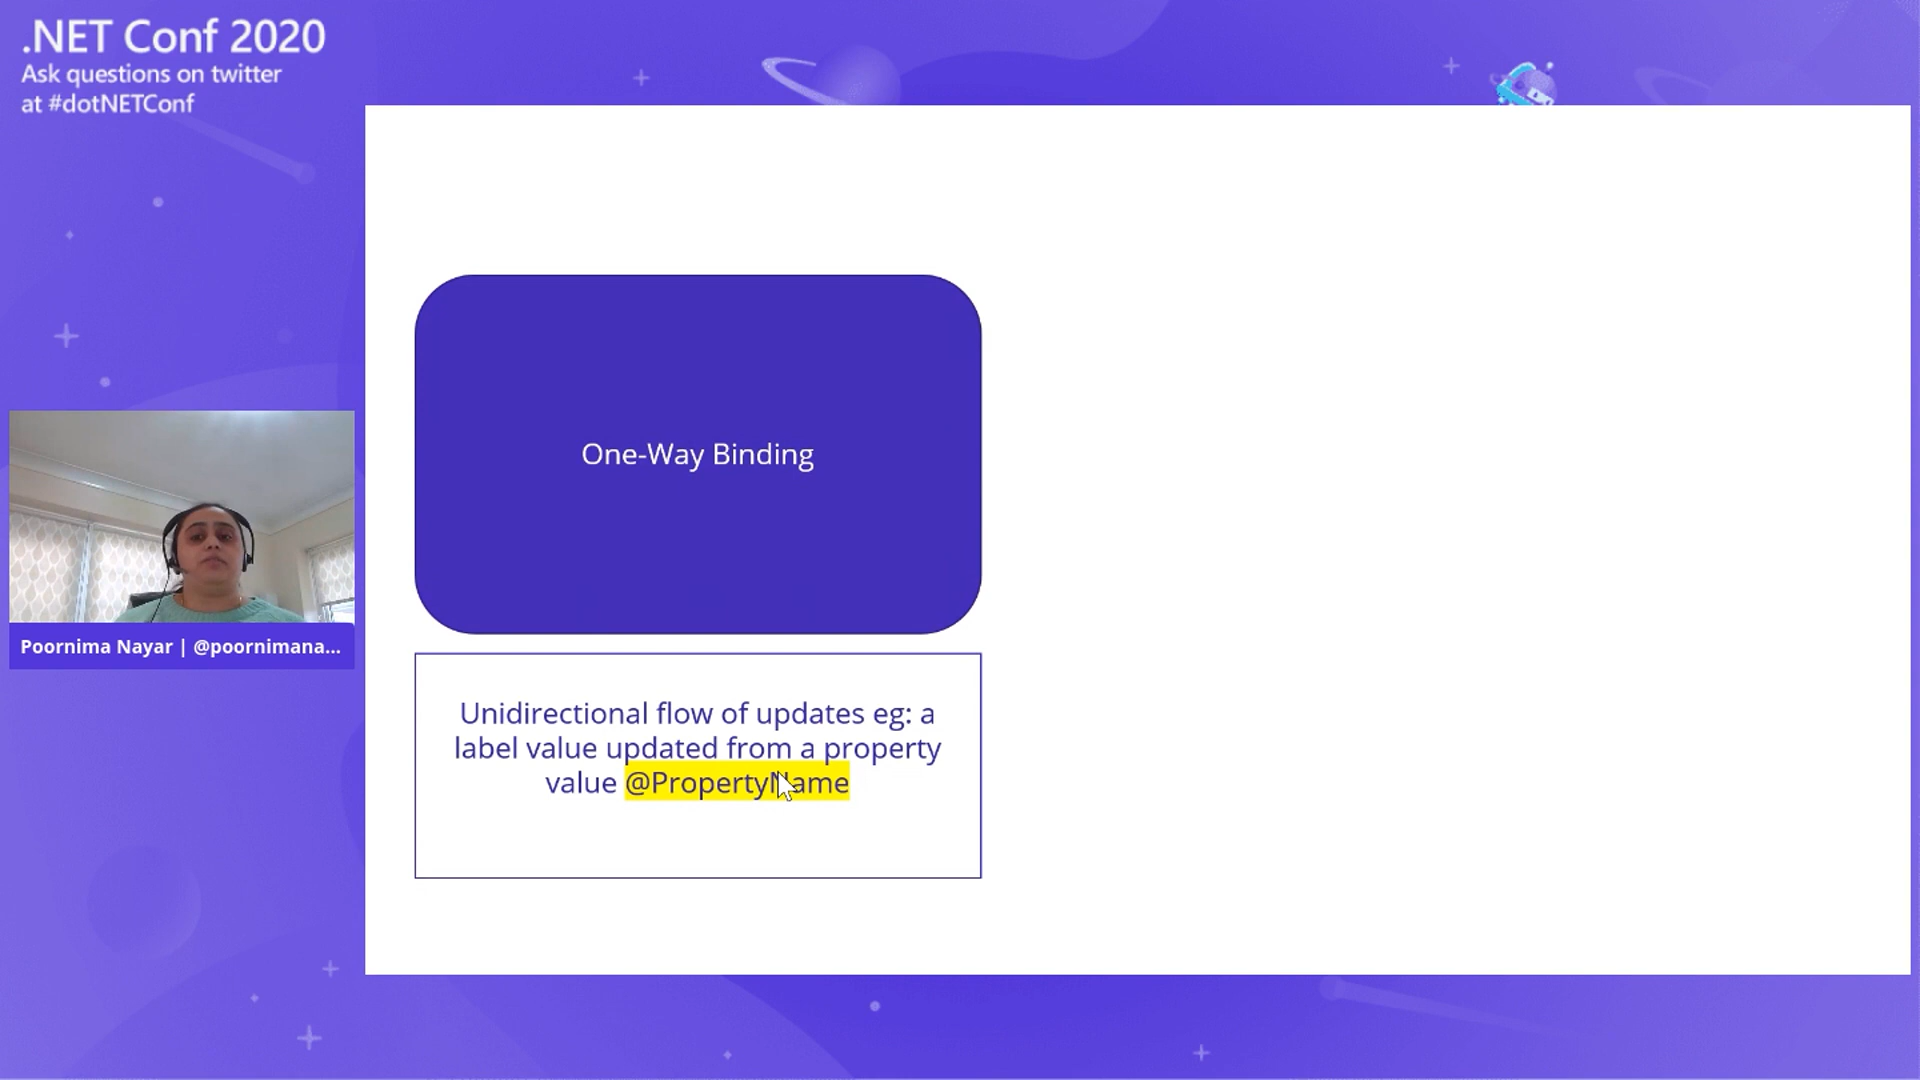 .NET Conf 2020
Ask questions on twitter
at #dotNETConf
One-Way Binding
Poornima Nayar | @poornimana...
Unidirectional flow of updates eg: a
label value updated from a property
value @PropertyName